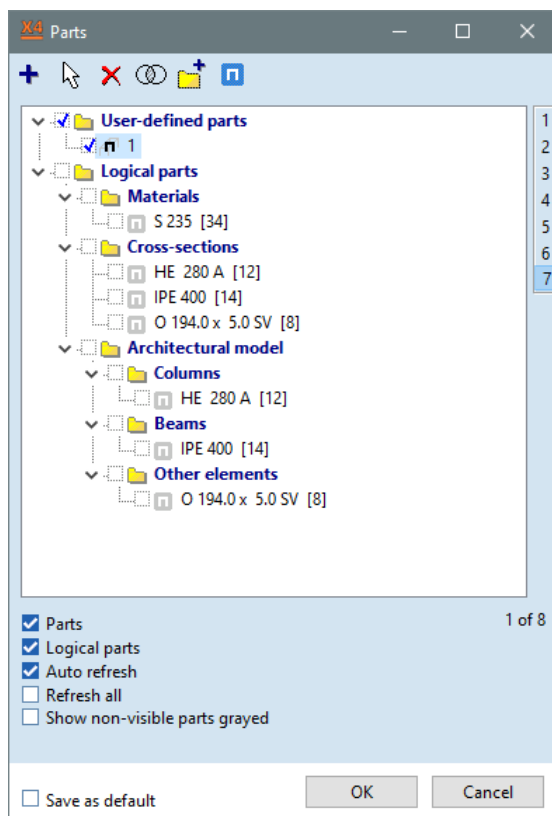 X4 Parts
User-defined parts
1
Logical parts
Materials
S 235 [34]
Cross-sections
HE 280 A [12]
IPE 400 [14]
O 194.0 x 5.0 SV [8]
Architectural model
Columns
HE 280 A [12]
Beams
IPE 400 [14]
Other elements
O 194.0 x 5.0 SV [8]
1
2
3
4
5
6
7
1 of 8
Parts
Logical parts
Auto refresh
Refresh all
Show non-visible parts grayed
Save as default
OK
Cancel